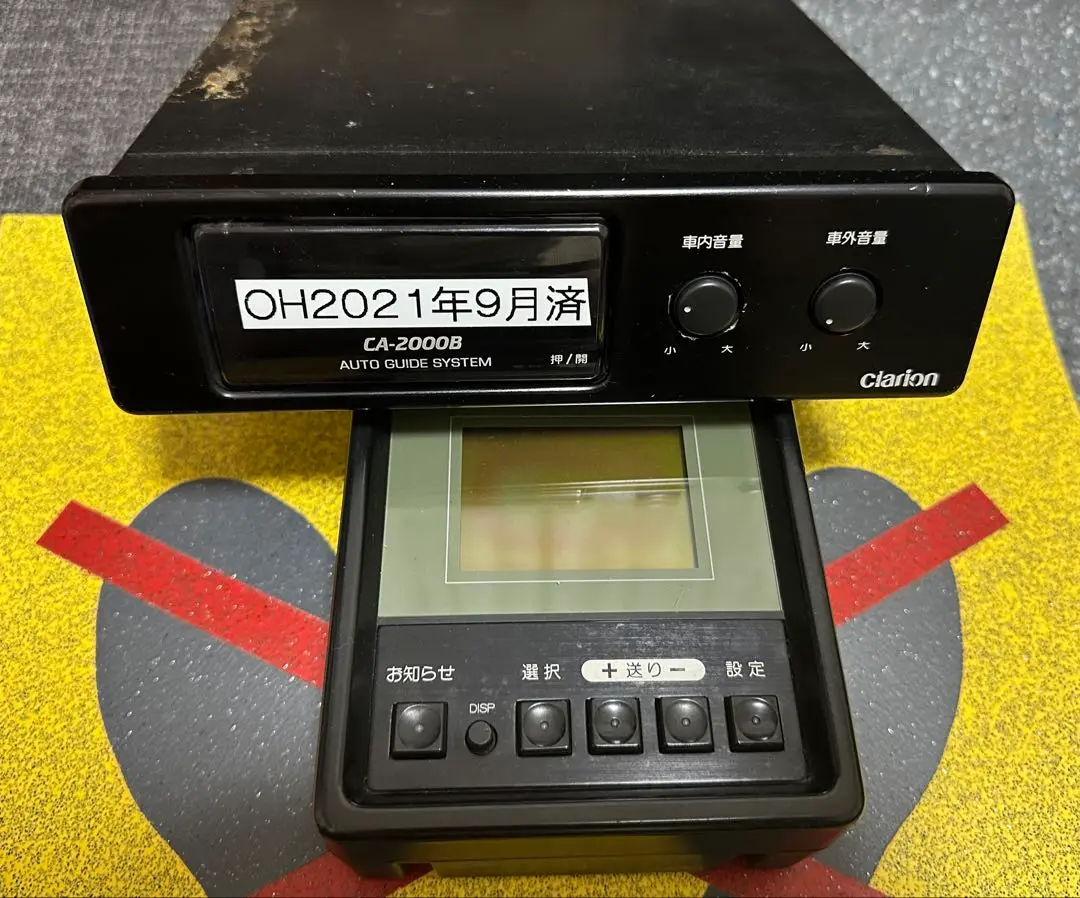 車内音量 車外音量
OH2021年9月済
CA-2000B
AUTO GUIDE SYSTEM 押/開
小 大 小 大
clarion
お知らせ 選択 +送り− 設定
DISP